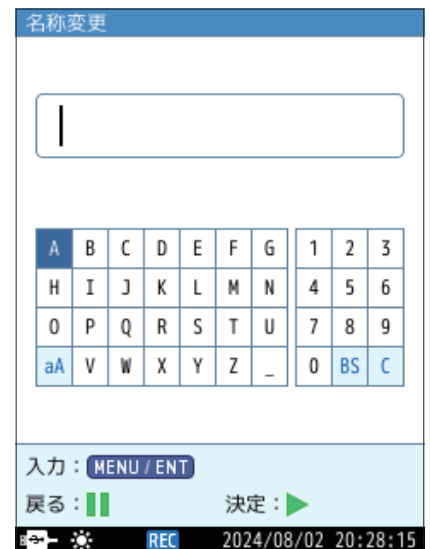 名称変更
A B C D E F G 1 2 3
H I J K L M N 4 5 6
O P Q R S T U 7 8 9
aA V W X Y Z _ 0 BS C
入力：MENU / ENT
戻る： 決定：
REC 2024/08/02 20:28:15